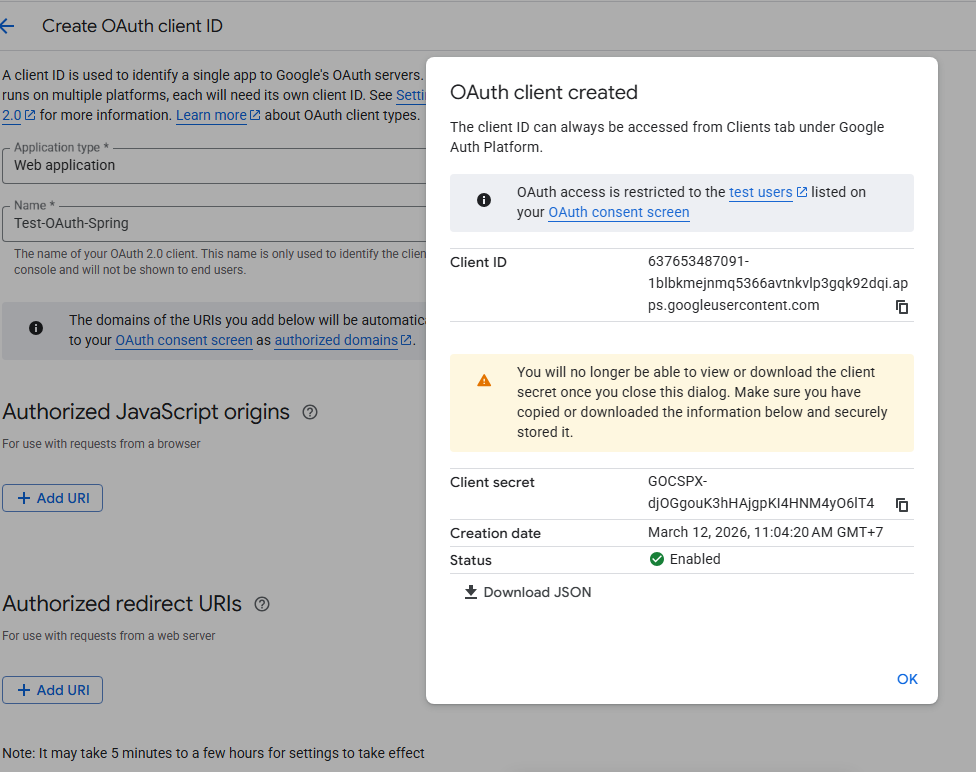 Create OAuth client ID
A client ID is used to identify a single app to Google's OAuth servers.
runs on multiple platforms, each will need its own client ID. See Setti
2.0 for more information. Learn more about OAuth client types.
Application type *
Web application
Name *
Test-OAuth-Spring
The name of your OAuth 2.0 client. This name is only used to identify the clien
console and will not be shown to end users.
The domains of the URIs you add below will be automatica
to your OAuth consent screen as authorized domains.
Authorized JavaScript origins
For use with requests from a browser
+ Add URI
Authorized redirect URIs
For use with requests from a web server
+ Add URI
Note: It may take 5 minutes to a few hours for settings to take effect
OAuth client created
The client ID can always be accessed from Clients tab under Google
Auth Platform.
OAuth access is restricted to the test users listed on
your OAuth consent screen
Client ID
637653487091-
1blbkmejnmq5366avtnkvlp3gqk92dqi.ap
ps.googleusercontent.com
You will no longer be able to view or download the client
secret once you close this dialog. Make sure you have
copied or downloaded the information below and securely
stored it.
Client secret
GOCSPX-
djOGgouK3hHAjgpKI4HNM4yO6lT4
Creation date
March 12, 2026, 11:04:20 AM GMT+7
Status
Enabled
Download JSON
OK